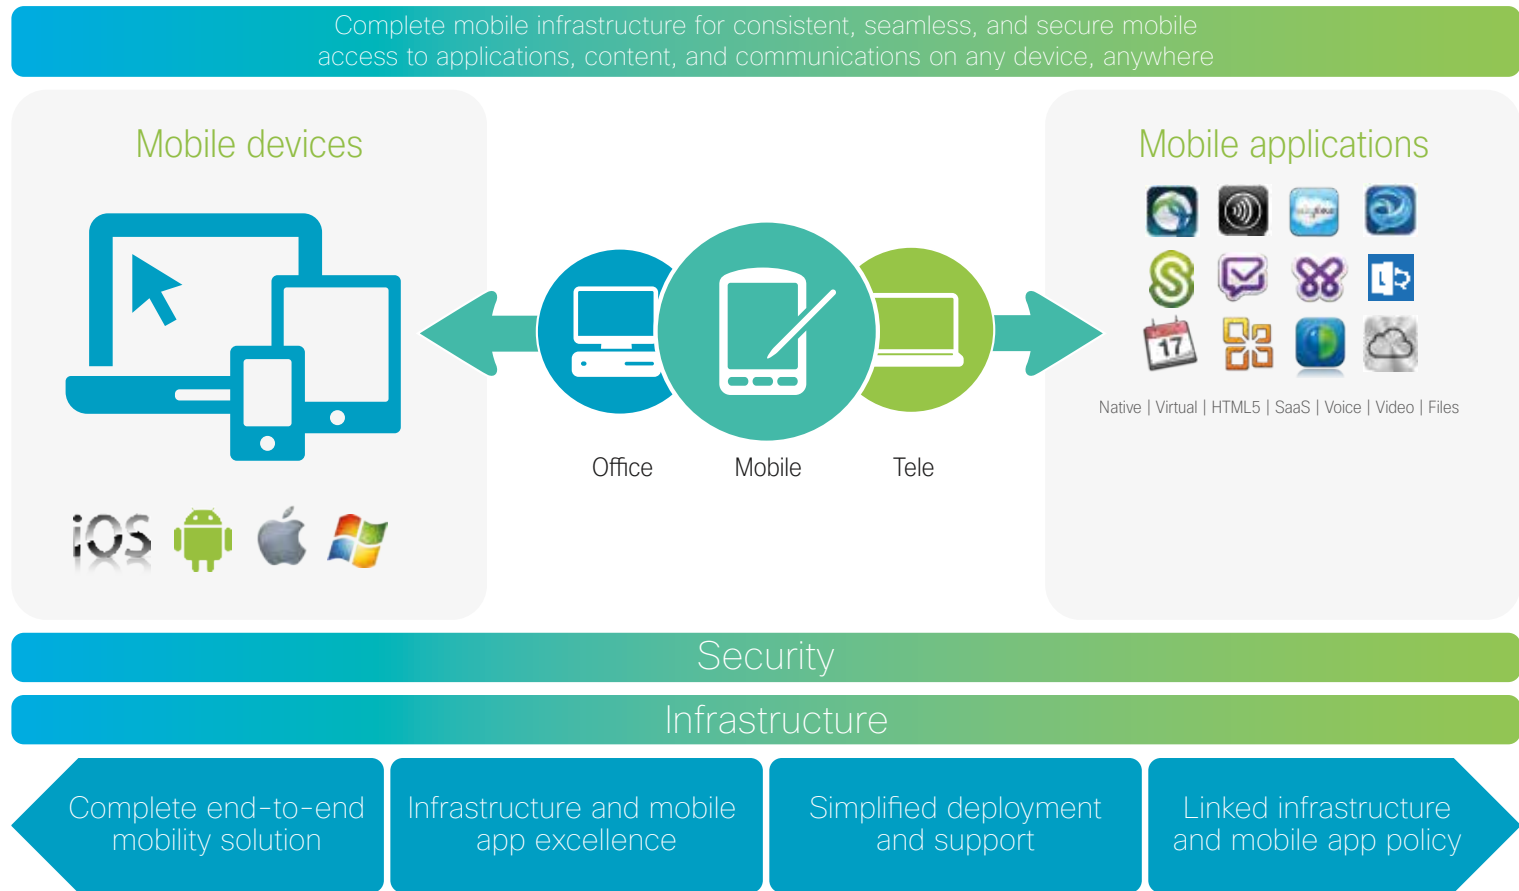 Complete mobile infrastructure for consistent, seamless, and secure mobile
access to applications, content, and communications on any device, anywhere
Mobile devices
Mobile applications
17
Native | Virtual | HTML5 | SaaS | Voice | Video | Files
Office
Mobile
Tele
iOS
Security
Infrastructure
Complete end-to-end
mobility solution
Infrastructure and mobile
app excellence
Simplified deployment
and support
Linked infrastructure
and mobile app policy